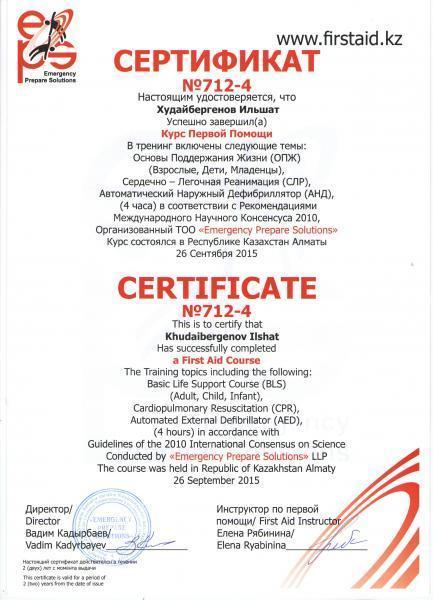 www.firstaid.kz
eps
Emergency
Prepare Solutions
СЕРТИФИКАТ
№712-4
Настоящим удостоверяется, что
Худайбергенов Ильшат
Успешно завершил(а)
Курс Первой Помощи
В тренинг включены следующие темы:
Основы Поддержания Жизни (ОПЖ)
(Взрослые, Дети, Младенцы),
Сердечно – Легочная Реанимация (СЛР),
Автоматический Наружный Дефибриллятор (АНД),
(4 часа) в соответствии с Рекомендациями
Международного Научного Консенсуса 2010,
Организованный ТОО «Emergency Prepare Solutions»
Курс состоялся в Республике Казахстан Алматы
26 Сентября 2015
CERTIFICATE
№712-4
This is to certify that
Khudaibergenov Ilshat
Has successfully completed
a First Aid Course
The Training topics including the following:
Basic Life Support Course (BLS)
(Adult, Child, Infant),
Cardiopulmonary Resuscitation (CPR),
Automated External Defibrillator (AED),
(4 hours) in accordance with
Guidelines of the 2010 International Consensus on Science
Conducted by «Emergency Prepare Solutions» LLP
The course was held in Republic of Kazakhstan Almaty
26 September 2015
Директор/
Director
Вадим Кадырбаев/
Vadim Kadyrbayev
EMERGENCY
PREPARE
SOLUTIONS
Инструктор по первой
помощи/ First Aid Instructor
Елена Рябинина/
Elena Ryabinina
Настоящий сертификат действителен в течении
2 (двух) лет с момента выдачи
This certificate is valid for a period of
2 (two) years from the date of issue